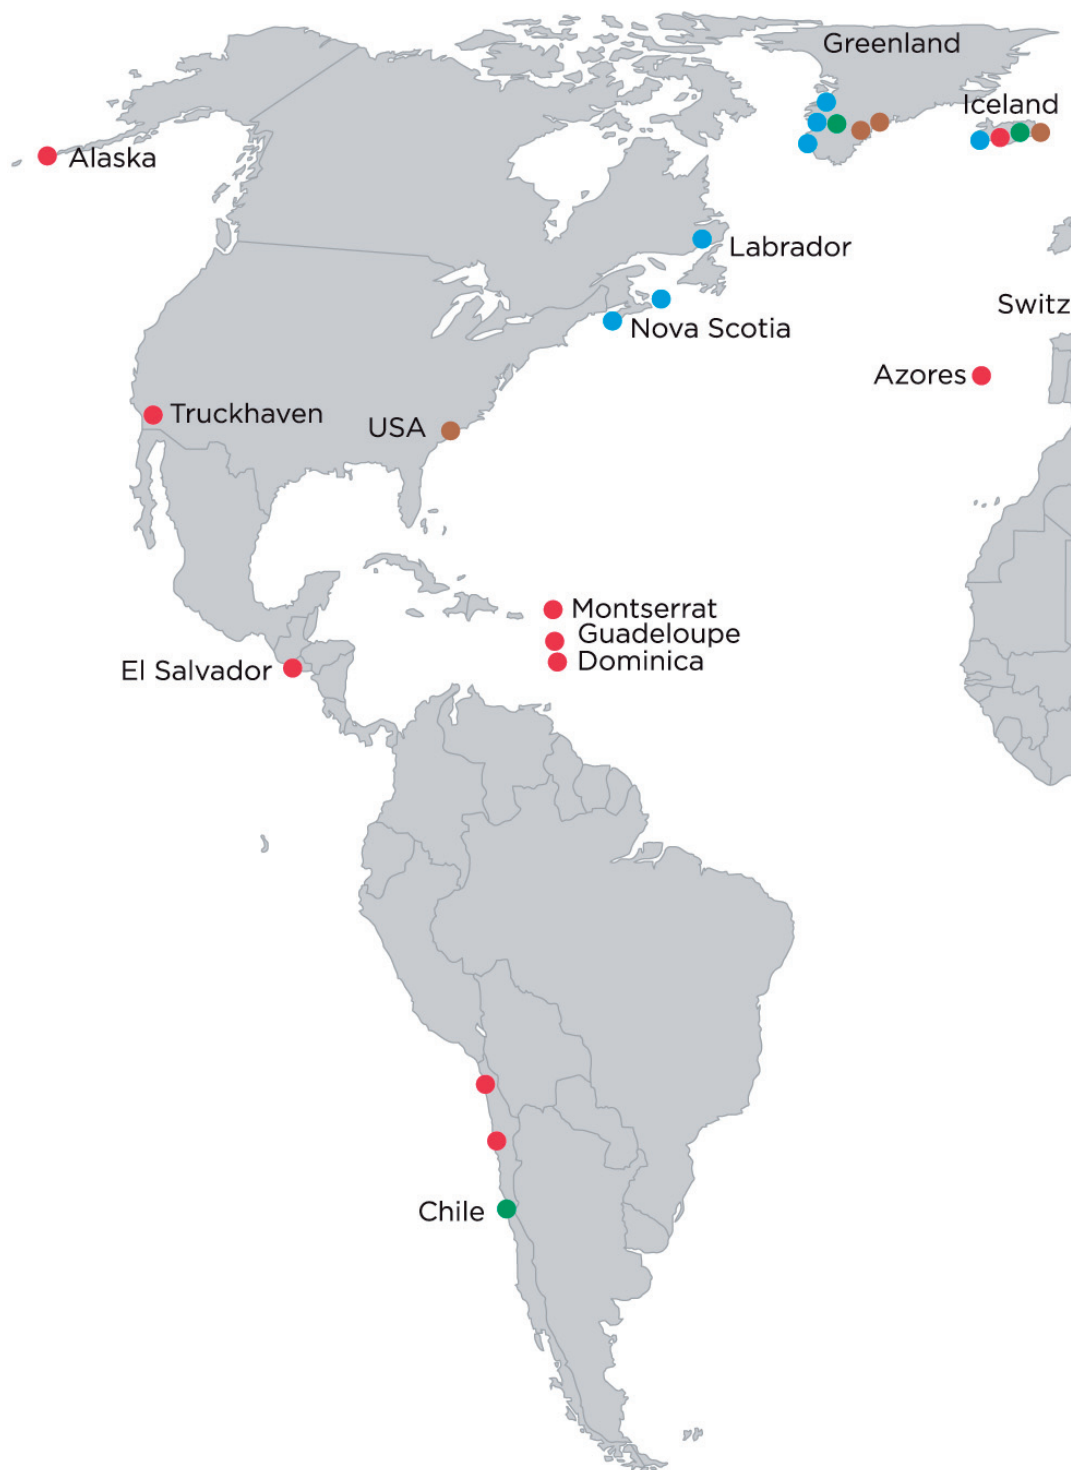 Greenland
Iceland
Alaska
Labrador
Switz
Nova Scotia
Azores
Truckhaven
USA
Montserrat
Guadeloupe
Dominica
El Salvador
Chile